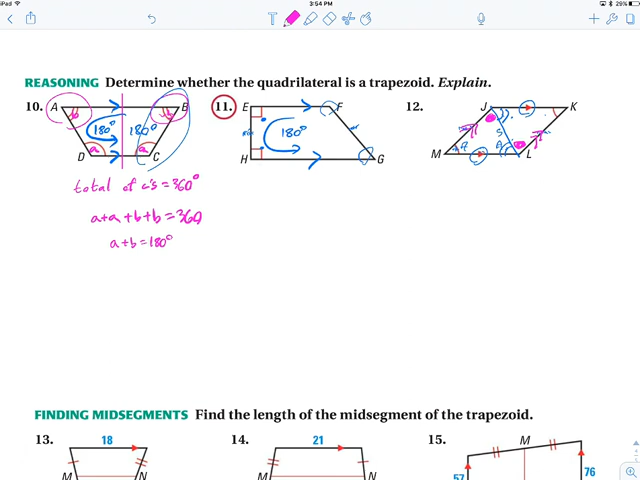 iPad
3:54 PM
29%
T
REASONING Determine whether the quadrilateral is a trapezoid. Explain.
10. A B D C b b a a 180° 180°
11. E F H G 180°
12. J K M L S A
total of <'s = 360°
a+a+b+b=360
a+b=180°
FINDING MIDSEGMENTS Find the length of the midsegment of the trapezoid.
13. 18 M N
14. 21 M N
15. M 57 76